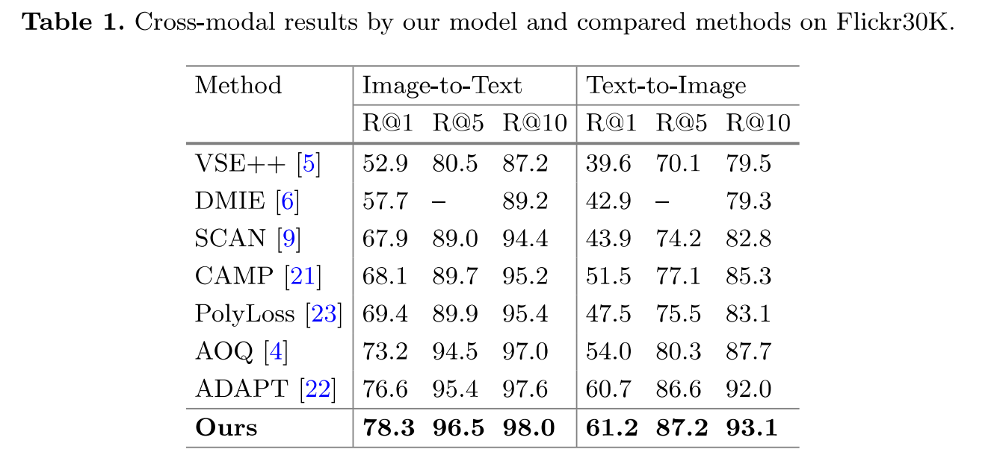 Table 1. Cross-modal results by our model and compared methods on Flickr30K.
Method Image-to-Text Text-to-Image
R@1 R@5 R@10 R@1 R@5 R@10
VSE++ [5] 52.9 80.5 87.2 39.6 70.1 79.5
DMIE [6] 57.7 – 89.2 42.9 – 79.3
SCAN [9] 67.9 89.0 94.4 43.9 74.2 82.8
CAMP [21] 68.1 89.7 95.2 51.5 77.1 85.3
PolyLoss [23] 69.4 89.9 95.4 47.5 75.5 83.1
AOQ [4] 73.2 94.5 97.0 54.0 80.3 87.7
ADAPT [22] 76.6 95.4 97.6 60.7 86.6 92.0
Ours 78.3 96.5 98.0 61.2 87.2 93.1